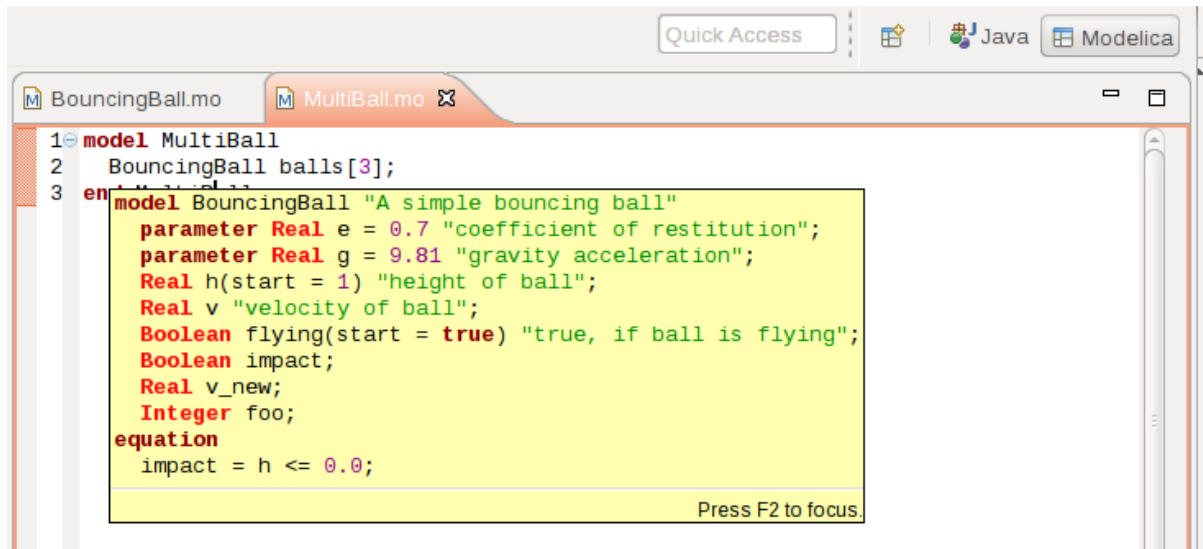 Quick Access Java Modelica
BouncingBall.mo MultiBall.mo
1 model MultiBall
2 BouncingBall balls[3];
3 en
model BouncingBall "A simple bouncing ball"
parameter Real e = 0.7 "coefficient of restitution";
parameter Real g = 9.81 "gravity acceleration";
Real h(start = 1) "height of ball";
Real v "velocity of ball";
Boolean flying(start = true) "true, if ball is flying";
Boolean impact;
Real v_new;
Integer foo;
equation
impact = h <= 0.0;
Press F2 to focus.